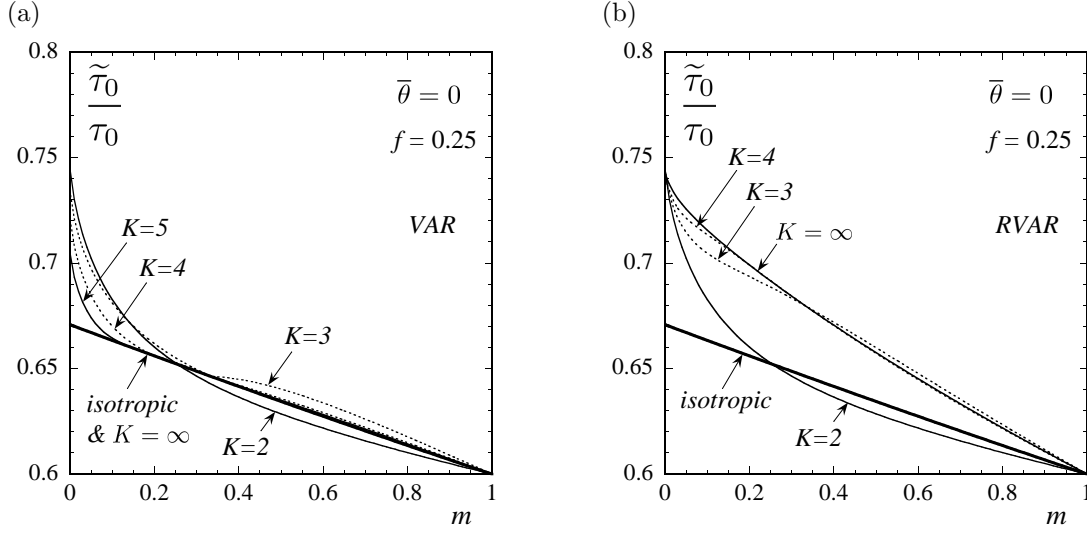 (a)
0.8
0.75
0.7
0.65
0.6
τ̃₀
τ₀
θ̄ = 0
f = 0.25
VAR
K=5
K=4
K=3
isotropic
& K = ∞
K=2
0 0.2 0.4 0.6 0.8 1
m
(b)
0.8
0.75
0.7
0.65
0.6
τ̃₀
τ₀
θ̄ = 0
f = 0.25
K=4
K=3
K = ∞
RVAR
isotropic
K=2
0 0.2 0.4 0.6 0.8 1
m